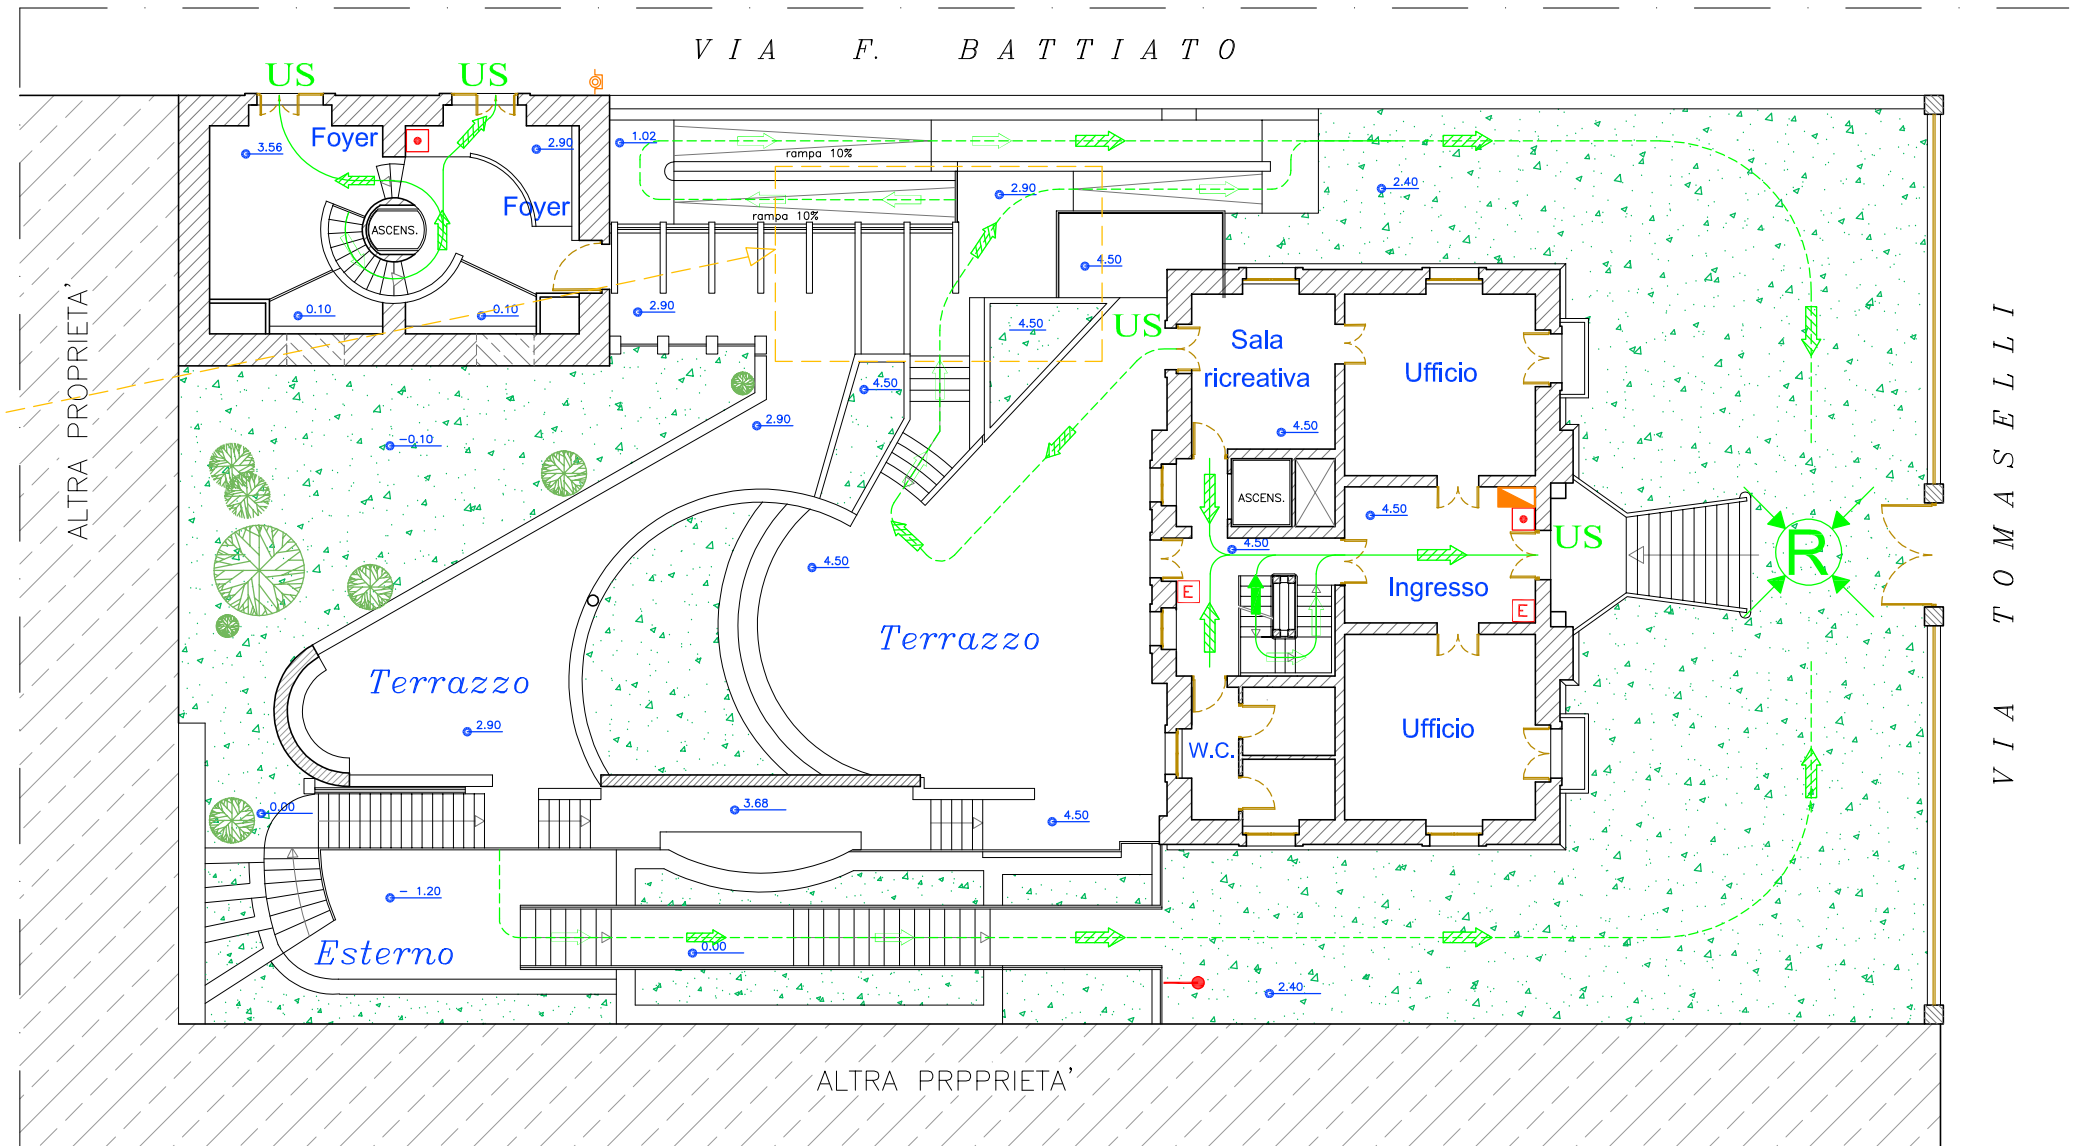 VIA F. BATTIATO
US
US
Foyer
3.56
2.90
1.02
rampa 10%
2.90
2.40
Foyer
rampa 10%
ASCENS.
4.50
0.10
0.10
2.90
4.50
US
Sala
ricreativa
Ufficio
ALTRA PROPRIETA'
VIA TOMASELLI
4.50
2.90
4.50
-0.10
ASCENS.
4.50
4.50
US
R
4.50
E
Ingresso
E
Terrazzo
Terrazzo
2.90
W.C.
Ufficio
0.00
3.68
4.50
- 1.20
Esterno
0.00
2.40
ALTRA PRPPRIETA'